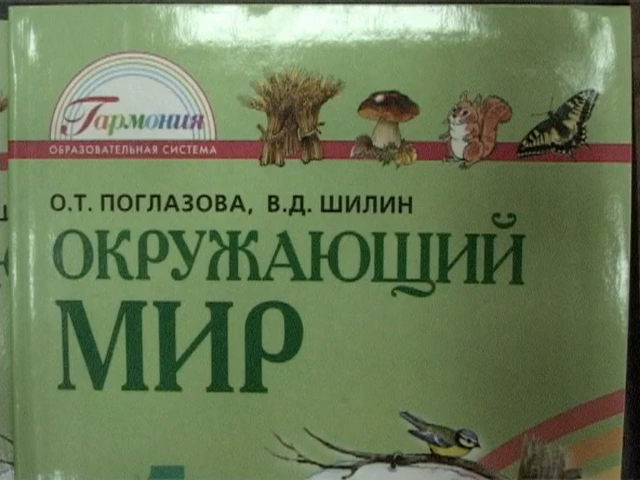 Гармония
ОБРАЗОВАТЕЛЬНАЯ СИСТЕМА
О.Т. ПОГЛАЗОВА, В.Д. ШИЛИН
ОКРУЖАЮЩИЙ
МИР